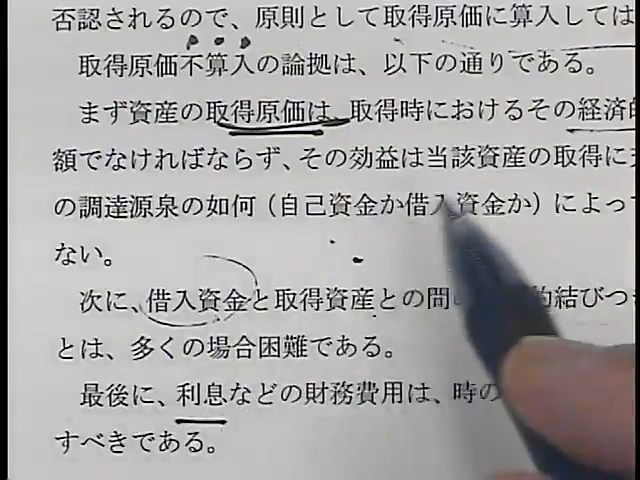 否認されるので、原則として取得原価に算入しては
取得原価不算入の論拠は、以下の通りである。
まず資産の取得原価は、取得時におけるその経済的
額でなければならず、その効益は当該資産の取得に
の調達源泉の如何（自己資金か借入資金か）によって
ない。
次に、借入資金と取得資産との間 的結びつ
とは、多くの場合困難である。
最後に、利息などの財務費用は、時の
すべきである。